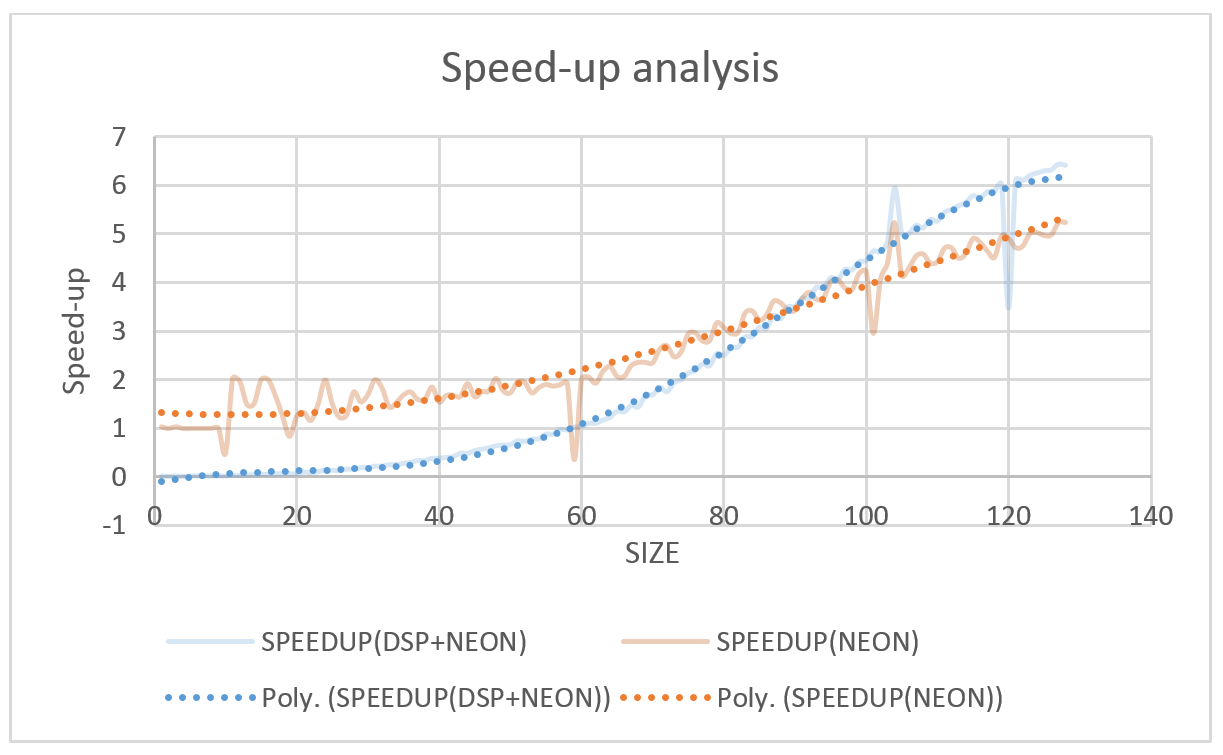 Speed-up analysis
7
6
5
4
3
2
1
0
-1
Speed-up
0 20 40 60 80 100 120 140
SIZE
SPEEDUP(DSP+NEON) SPEEDUP(NEON)
Poly. (SPEEDUP(DSP+NEON)) Poly. (SPEEDUP(NEON))